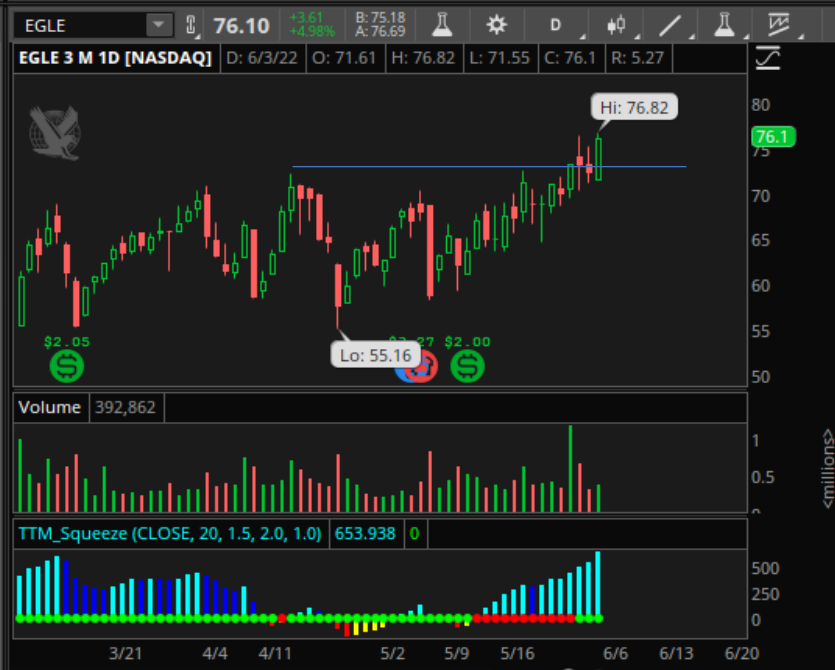 EGLE 76.10 +3.61 B: 75.18 D
+4.98% A: 76.69
EGLE 3 M 1D [NASDAQ] D: 6/3/22 O: 71.61 H: 76.82 L: 71.55 C: 76.1 R: 5.27
Hi: 76.82
80
76.1
75
70
65
60
55
50
$2.05
$2.00
Lo: 55.16
Volume 392,862
1
0.5
0
<millions>
TTM_Squeeze (CLOSE, 20, 1.5, 2.0, 1.0) 653.938 0
500
250
0
3/21 4/4 4/11 5/2 5/9 5/16 6/6 6/13 6/20